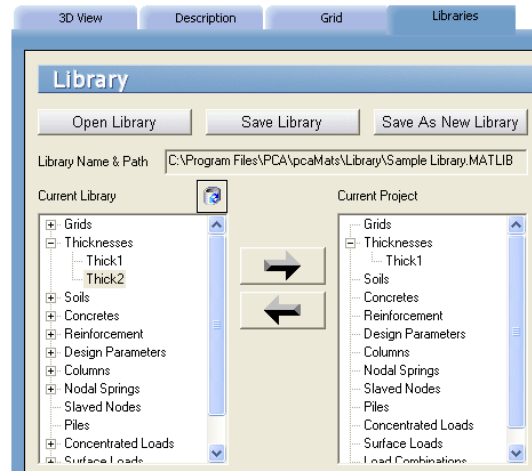 3D View Description Grid Libraries
Library
Open Library Save Library Save As New Library
Library Name & Path C:\Program Files\PCA\pcaMats\Library\Sample Library.MATLIB
Current Library
Grids
Thicknesses
Thick1
Thick2
Soils
Concretes
Reinforcement
Design Parameters
Columns
Nodal Springs
Slaved Nodes
Piles
Concentrated Loads
Surface Loads
Current Project
Grids
Thicknesses
Thick1
Soils
Concretes
Reinforcement
Design Parameters
Columns
Nodal Springs
Slaved Nodes
Piles
Concentrated Loads
Surface Loads
Load Combinations